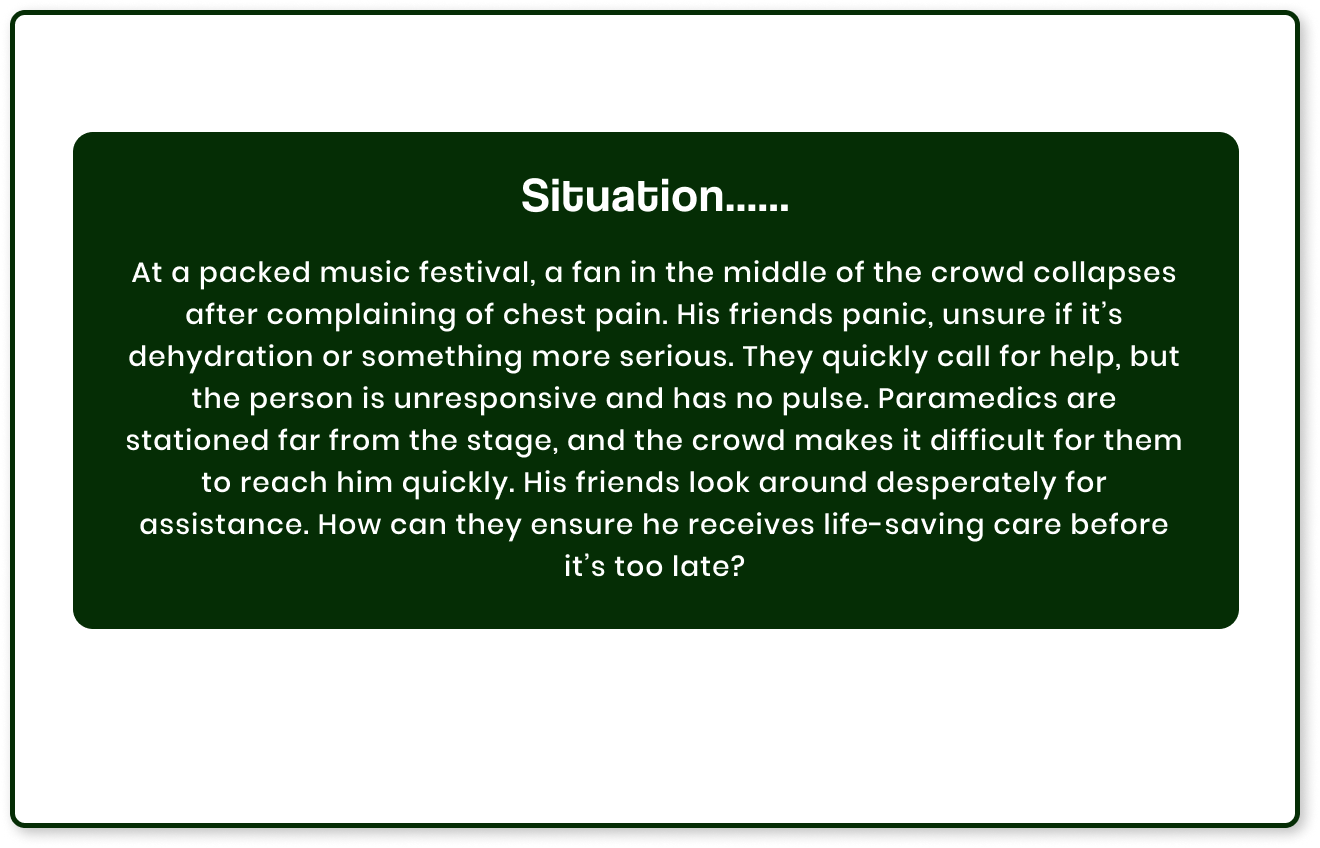 Situation......
At a packed music festival, a fan in the middle of the crowd collapses
after complaining of chest pain. His friends panic, unsure if it’s
dehydration or something more serious. They quickly call for help, but
the person is unresponsive and has no pulse. Paramedics are
stationed far from the stage, and the crowd makes it difficult for them
to reach him quickly. His friends look around desperately for
assistance. How can they ensure he receives life-saving care before
it’s too late?